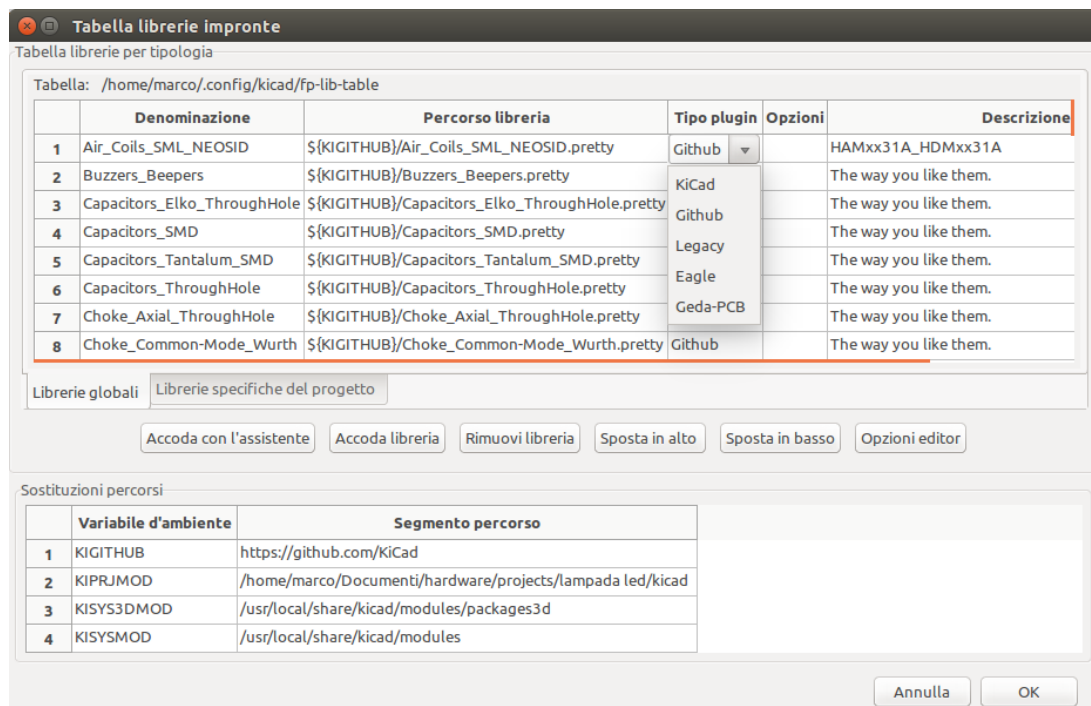 Tabella librerie impronte
Tabella librerie per tipologia
Tabella: /home/marco/.config/kicad/fp-lib-table
Denominazione Percorso libreria Tipo plugin Opzioni Descrizione
1 Air_Coils_SML_NEOSID ${KIGITHUB}/Air_Coils_SML_NEOSID.pretty Github HAMxx31A_HDMxx31A
2 Buzzers_Beepers ${KIGITHUB}/Buzzers_Beepers.pretty The way you like them.
3 Capacitors_Elko_ThroughHole ${KIGITHUB}/Capacitors_Elko_ThroughHole.pretty The way you like them.
4 Capacitors_SMD ${KIGITHUB}/Capacitors_SMD.pretty The way you like them.
5 Capacitors_Tantalum_SMD ${KIGITHUB}/Capacitors_Tantalum_SMD.pretty The way you like them.
6 Capacitors_ThroughHole ${KIGITHUB}/Capacitors_ThroughHole.pretty The way you like them.
7 Choke_Axial_ThroughHole ${KIGITHUB}/Choke_Axial_ThroughHole.pretty The way you like them.
8 Choke_Common-Mode_Wurth ${KIGITHUB}/Choke_Common-Mode_Wurth.pretty Github The way you like them.
KiCad
Github
Legacy
Eagle
Geda-PCB
Librerie globali Librerie specifiche del progetto
Accoda con l'assistente Accoda libreria Rimuovi libreria Sposta in alto Sposta in basso Opzioni editor
Sostituzioni percorsi
Variabile d'ambiente Segmento percorso
1 KIGITHUB https://github.com/KiCad
2 KIPRJMOD /home/marco/Documenti/hardware/projects/lampada led/kicad
3 KISYS3DMOD /usr/local/share/kicad/modules/packages3d
4 KISYSMOD /usr/local/share/kicad/modules
Annulla OK